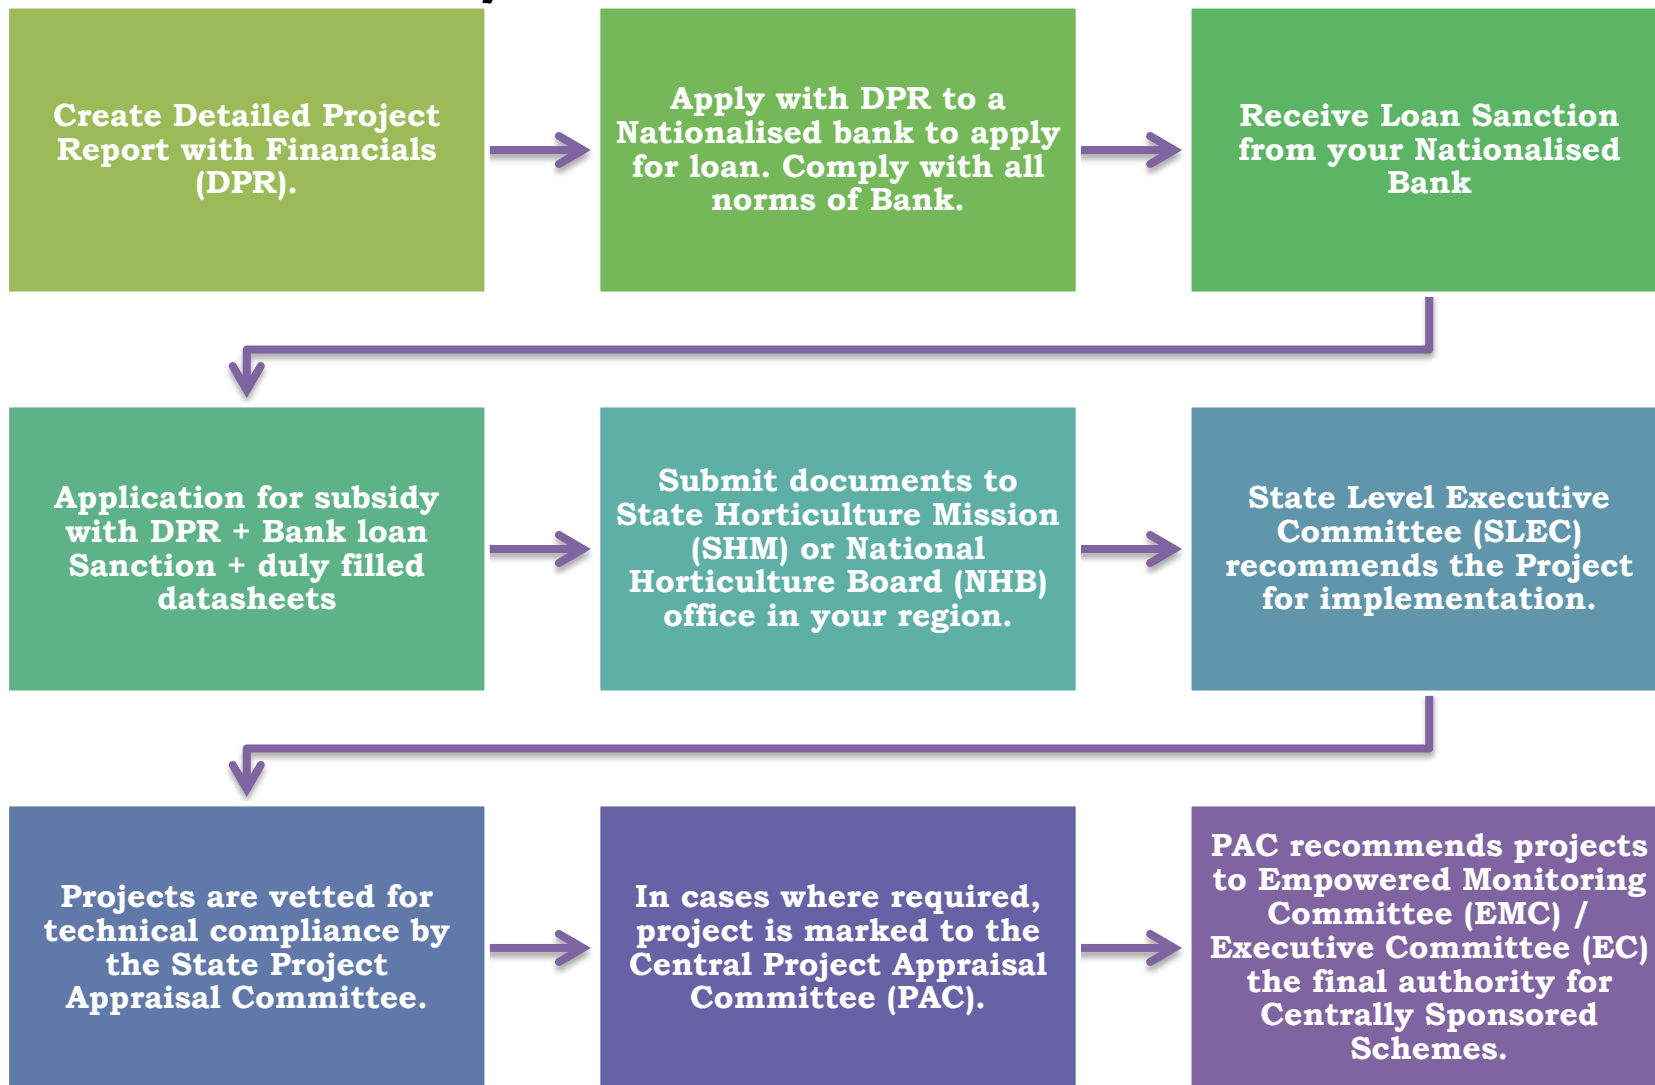 Create Detailed Project
Report with Financials
(DPR).
Apply with DPR to a
Nationalised bank to apply
for loan. Comply with all
norms of Bank.
Receive Loan Sanction
from your Nationalised
Bank
Application for subsidy
with DPR + Bank loan
Sanction + duly filled
datasheets
Submit documents to
State Horticulture Mission
(SHM) or National
Horticulture Board (NHB)
office in your region.
State Level Executive
Committee (SLEC)
recommends the Project
for implementation.
Projects are vetted for
technical compliance by
the State Project
Appraisal Committee.
In cases where required,
project is marked to the
Central Project Appraisal
Committee (PAC).
PAC recommends projects
to Empowered Monitoring
Committee (EMC) /
Executive Committee (EC)
the final authority for
Centrally Sponsored
Schemes.